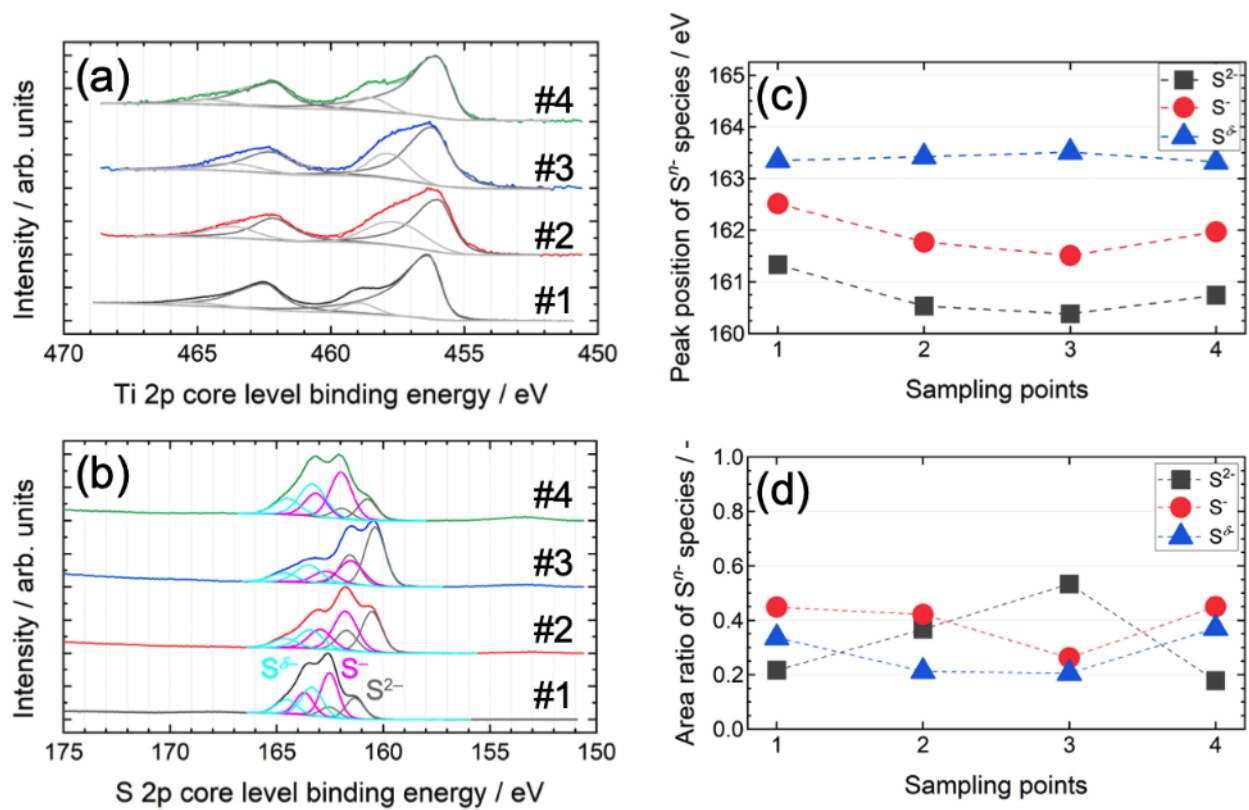 (a)
#4
#3
#2
#1
Intensity / arb. units
470 465 460 455 450
Ti 2p core level binding energy / eV
(b)
#4
#3
#2
#1
Sδ− S− S2−
Intensity / arb. units
175 170 165 160 155 150
S 2p core level binding energy / eV
(c)
S2-
S-
Sδ-
Peak position of Sn- species / eV
165
164
163
162
161
160
1 2 3 4
Sampling points
(d)
S2-
S-
Sδ-
Area ratio of Sn- species / -
1.0
0.8
0.6
0.4
0.2
0.0
1 2 3 4
Sampling points